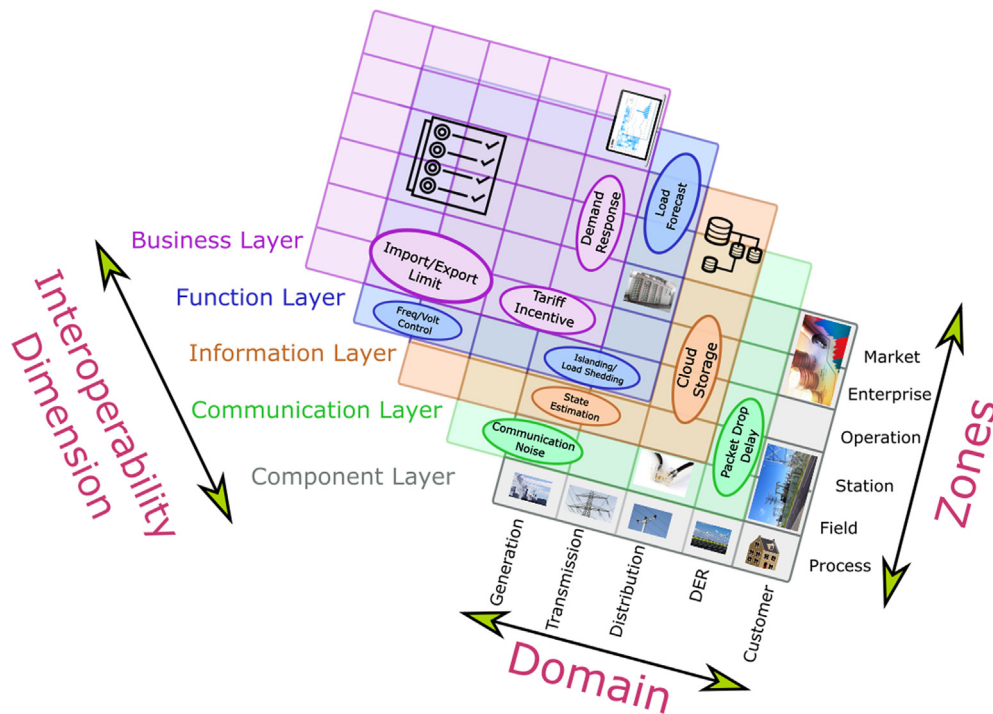 Business Layer
Function Layer
Information Layer
Communication Layer
Component Layer
Interoperability
Dimension
Import/Export
Limit
Demand
Response
Tariff
Incentive
Load
Forecast
Freq/Volt
Control
Islanding/
Load Shedding
Cloud
Storage
State
Estimation
Communication
Noise
Packet Drop
Delay
Market
Enterprise
Operation
Station
Field
Process
Zones
Generation
Transmission
Distribution
DER
Customer
Domain